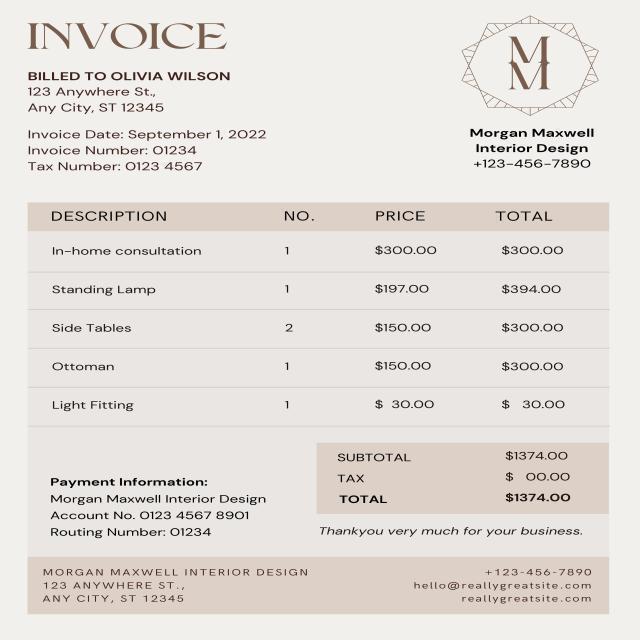 INVOICE
BILLED TO OLIVIA WILSON
123 Anywhere St.,
Any City, ST 12345
Invoice Date: September 1, 2022
Invoice Number: 01234
Tax Number: 0123 4567
M
M
Morgan Maxwell
Interior Design
+123-456-7890
DESCRIPTION NO. PRICE TOTAL
In-home consultation 1 $300.00 $300.00
Standing Lamp 1 $197.00 $394.00
Side Tables 2 $150.00 $300.00
Ottoman 1 $150.00 $300.00
Light Fitting 1 $ 30.00 $ 30.00
SUBTOTAL $1374.00
TAX $ 00.00
TOTAL $1374.00
Payment Information:
Morgan Maxwell Interior Design
Account No. 0123 4567 8901
Routing Number: 01234
Thankyou very much for your business.
MORGAN MAXWELL INTERIOR DESIGN
123 ANYWHERE ST.,
ANY CITY, ST 12345
+123-456-7890
hello@reallygreatsite.com
reallygreatsite.com